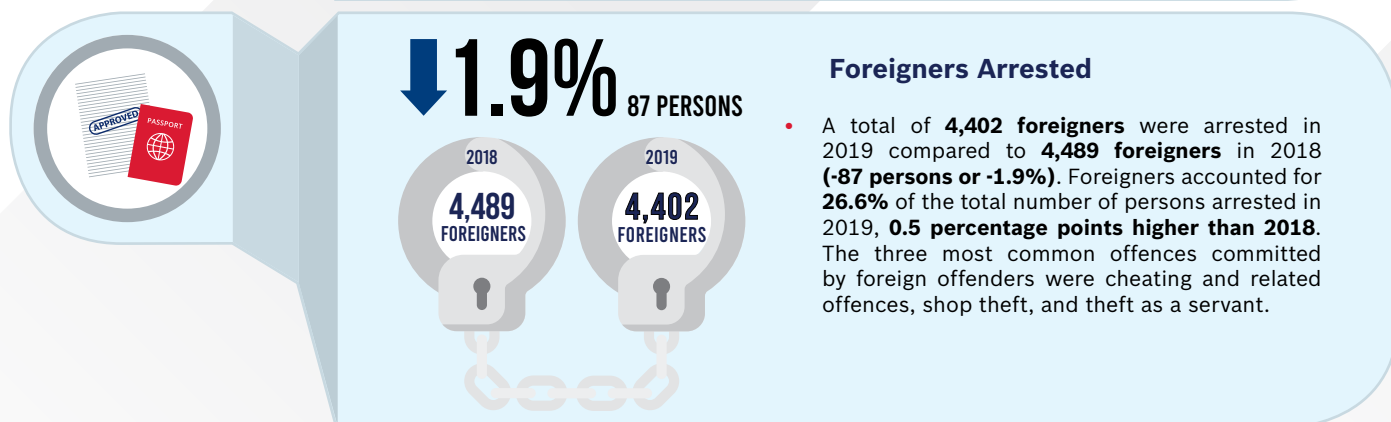 APPROVED
PASSPORT
1.9% 87 PERSONS
2018
4,489
FOREIGNERS
2019
4,402
FOREIGNERS
Foreigners Arrested
• A total of 4,402 foreigners were arrested in
2019 compared to 4,489 foreigners in 2018
(-87 persons or -1.9%). Foreigners accounted for
26.6% of the total number of persons arrested in
2019, 0.5 percentage points higher than 2018.
The three most common offences committed
by foreign offenders were cheating and related
offences, shop theft, and theft as a servant.